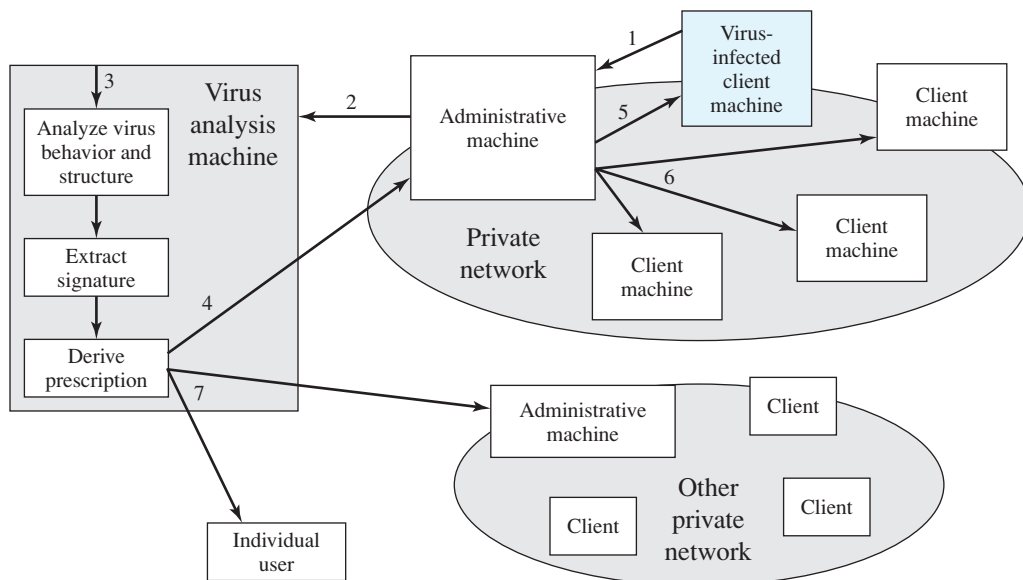 3
Virus
analysis
machine
Analyze virus
behavior and
structure
Extract
signature
Derive
prescription
2
Administrative
machine
1
Virus-
infected
client
machine
5
Client
machine
6
Client
machine
Client
machine
Private
network
4
7
Administrative
machine
Client
Client
Client
Other
private
network
Individual
user